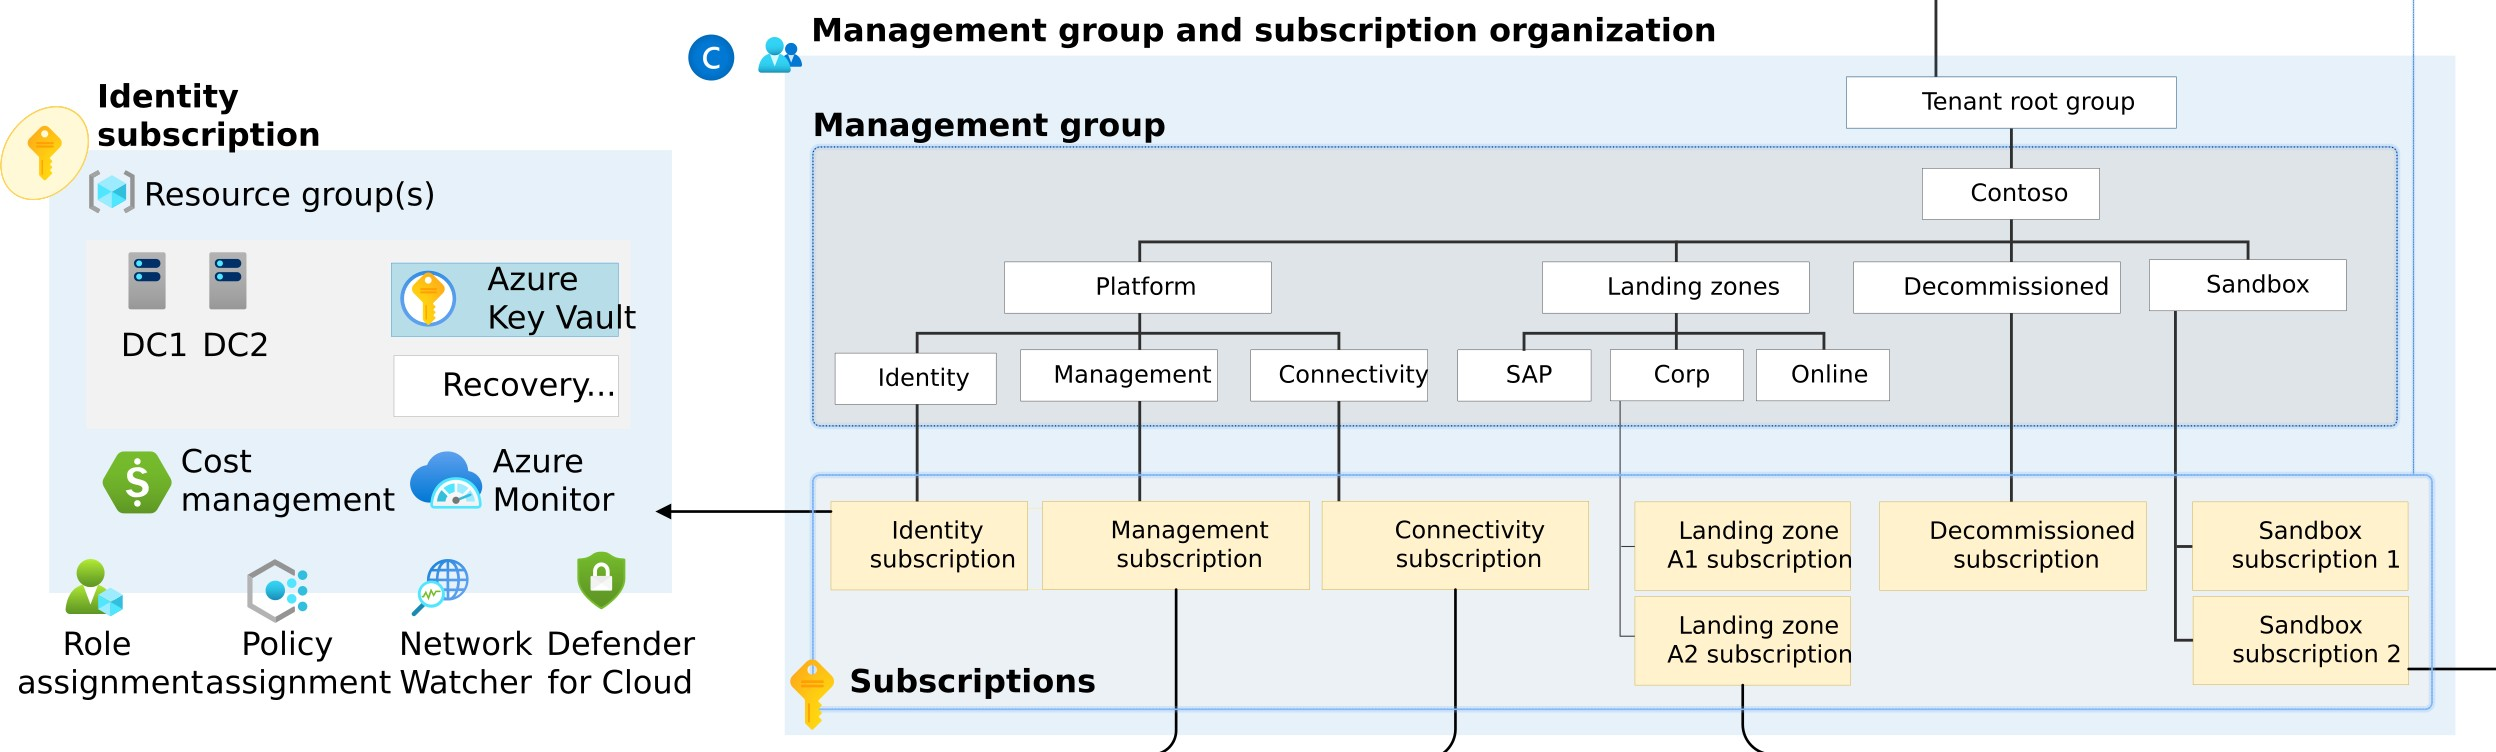 Management group and subscription organization
C
Identity
subscription
Resource group(s)
DC1
DC2
Azure
Key Vault
Recovery...
Cost
management
Azure
Monitor
Role
assignment
Policy
assignment
Network
Watcher
Defender
for Cloud
Management group
Tenant root group
Contoso
Platform
Landing zones
Decommissioned
Sandbox
Identity
Management
Connectivity
SAP
Corp
Online
Identity
subscription
Management
subscription
Connectivity
subscription
Landing zone
A1 subscription
Decommissioned
subscription
Sandbox
subscription 1
Landing zone
A2 subscription
Sandbox
subscription 2
Subscriptions